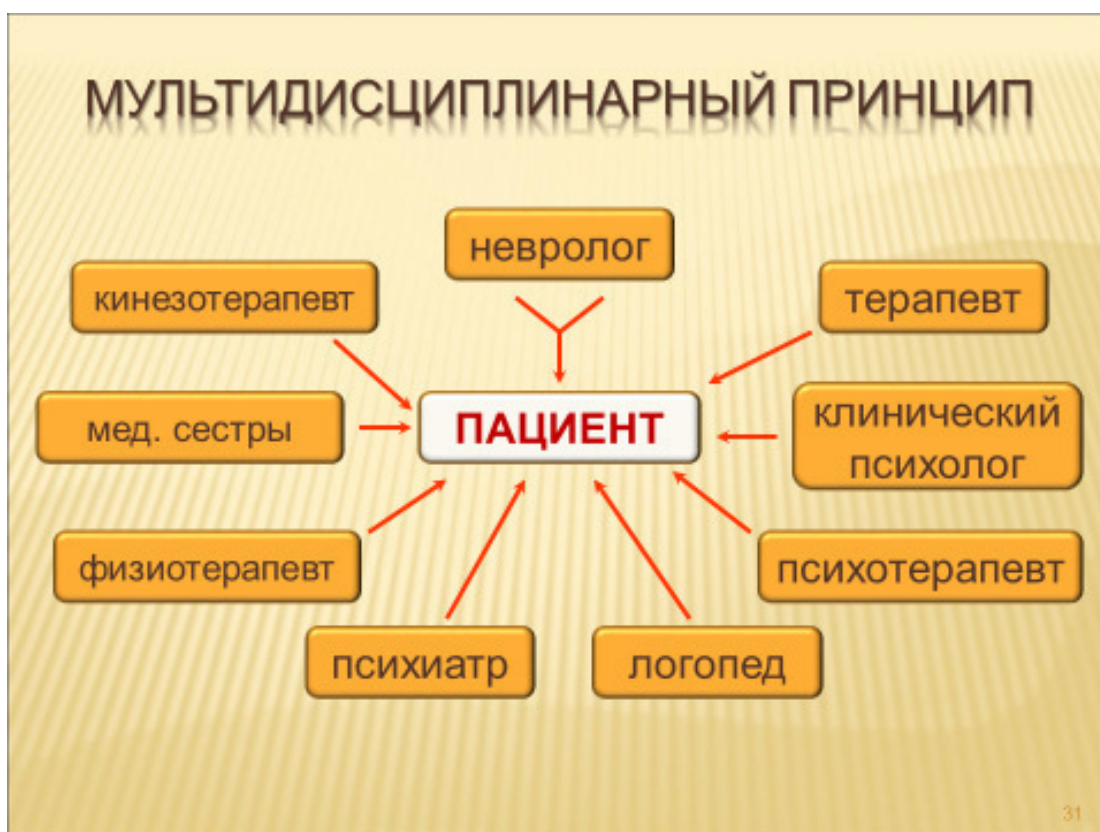 МУЛЬТИДИСЦИПЛИНАРНЫЙ ПРИНЦИП
невролог
кинезотерапевт
терапевт
мед. сестры
ПАЦИЕНТ
клинический
психолог
физиотерапевт
психотерапевт
психиатр
логопед
31